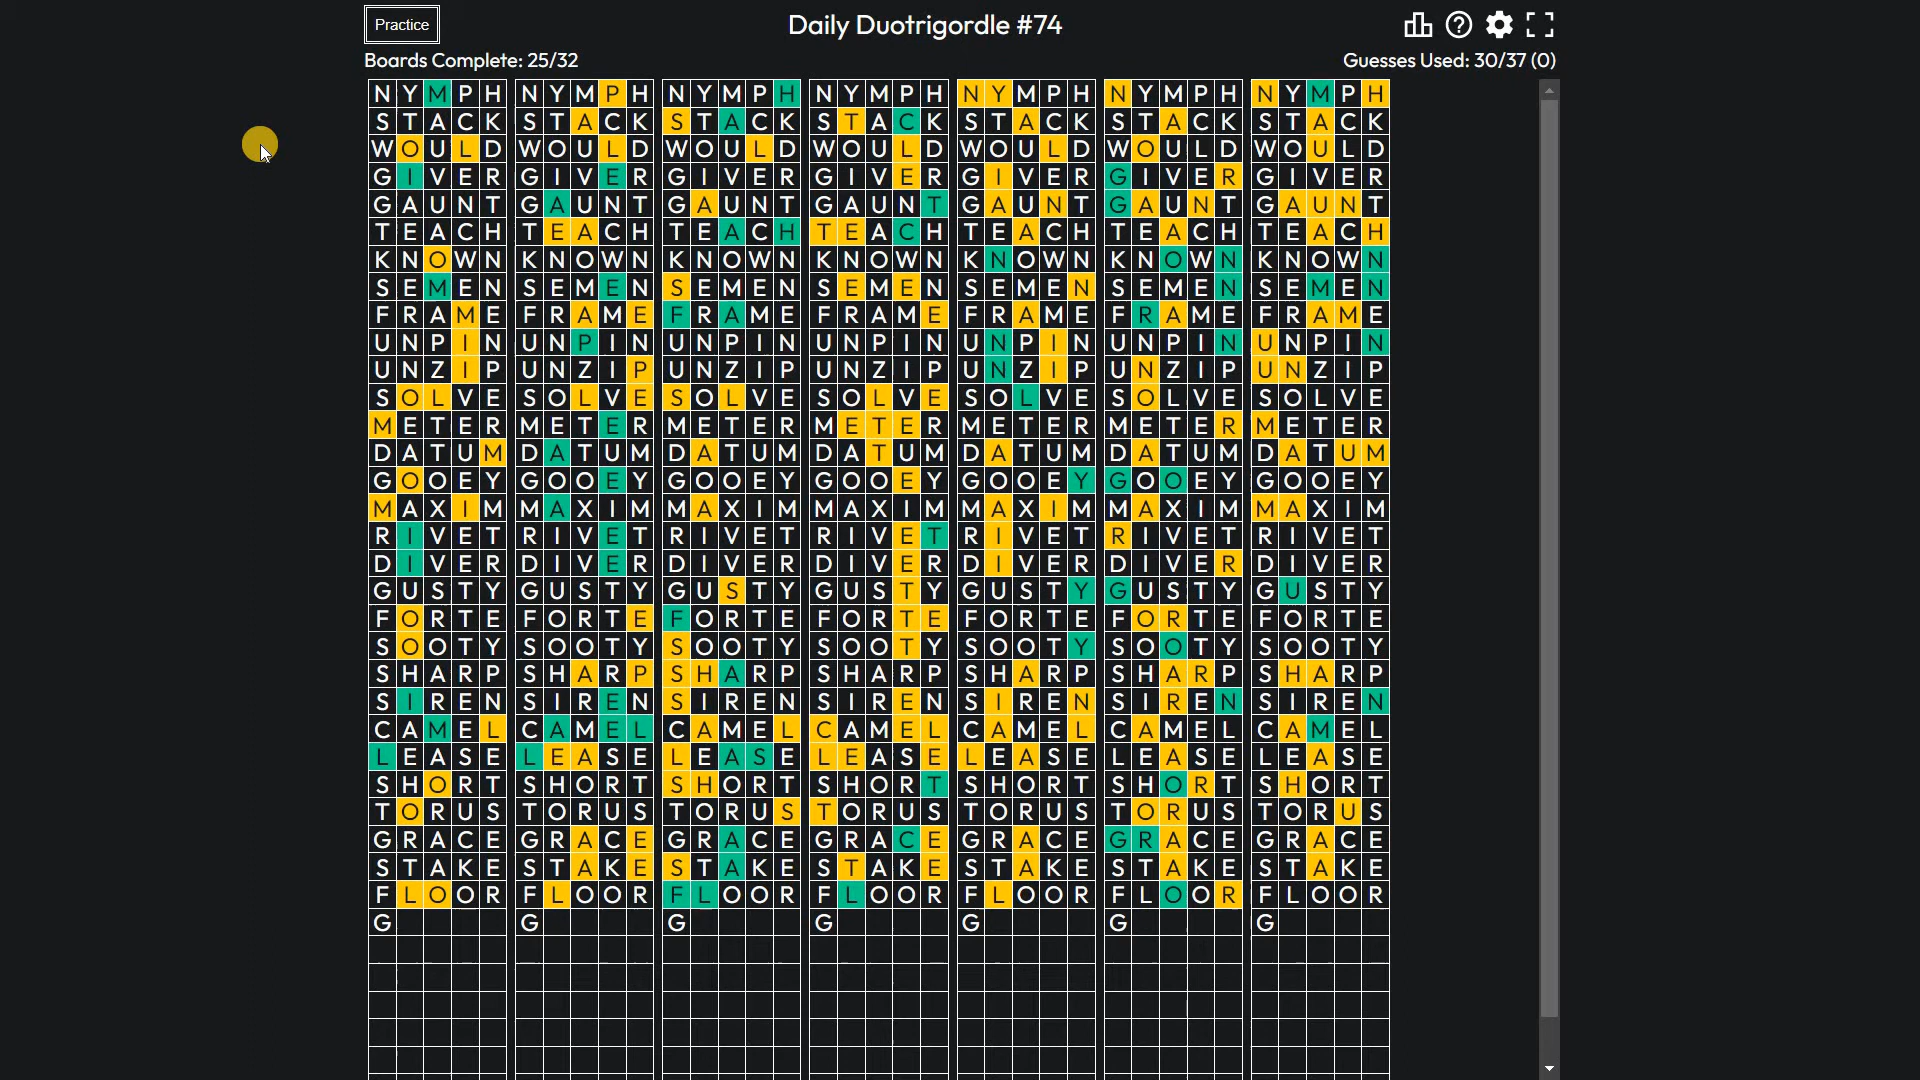 Practice
Daily Duotrigordle #74
Boards Complete: 25/32
Guesses Used: 30/37 (0)
NYMPH NYMPH NYMPH NYMPH NYMPH NYMPH NYMPH
STACK STACK STACK STACK STACK STACK STACK
WOULD WOULD WOULD WOULD WOULD WOULD WOULD
GIVER GIVER GIVER GIVER GIVER GIVER GIVER
GAUNT GAUNT GAUNT GAUNT GAUNT GAUNT GAUNT
TEACH TEACH TEACH TEACH TEACH TEACH TEACH
KNOWN KNOWN KNOWN KNOWN KNOWN KNOWN KNOWN
SEMEN SEMEN SEMEN SEMEN SEMEN SEMEN SEMEN
FRAME FRAME FRAME FRAME FRAME FRAME FRAME
UNPIN UNPIN UNPIN UNPIN UNPIN UNPIN UNPIN
UNZIP UNZIP UNZIP UNZIP UNZIP UNZIP UNZIP
SOLVE SOLVE SOLVE SOLVE SOLVE SOLVE SOLVE
METER METER METER METER METER METER METER
DATUM DATUM DATUM DATUM DATUM DATUM DATUM
GOOEY GOOEY GOOEY GOOEY GOOEY GOOEY GOOEY
MAXIM MAXIM MAXIM MAXIM MAXIM MAXIM MAXIM
RIVET RIVET RIVET RIVET RIVET RIVET RIVET
DIVER DIVER DIVER DIVER DIVER DIVER DIVER
GUSTY GUSTY GUSTY GUSTY GUSTY GUSTY GUSTY
FORTE FORTE FORTE FORTE FORTE FORTE FORTE
SOOTY SOOTY SOOTY SOOTY SOOTY SOOTY SOOTY
SHARP SHARP SHARP SHARP SHARP SHARP SHARP
SIREN SIREN SIREN SIREN SIREN SIREN SIREN
CAMEL CAMEL CAMEL CAMEL CAMEL CAMEL CAMEL
LEASE LEASE LEASE LEASE LEASE LEASE LEASE
SHORT SHORT SHORT SHORT SHORT SHORT SHORT
TORUS TORUS TORUS TORUS TORUS TORUS TORUS
GRACE GRACE GRACE GRACE GRACE GRACE GRACE
STAKE STAKE STAKE STAKE STAKE STAKE STAKE
FLOOR FLOOR FLOOR FLOOR FLOOR FLOOR FLOOR
G G G G G G G